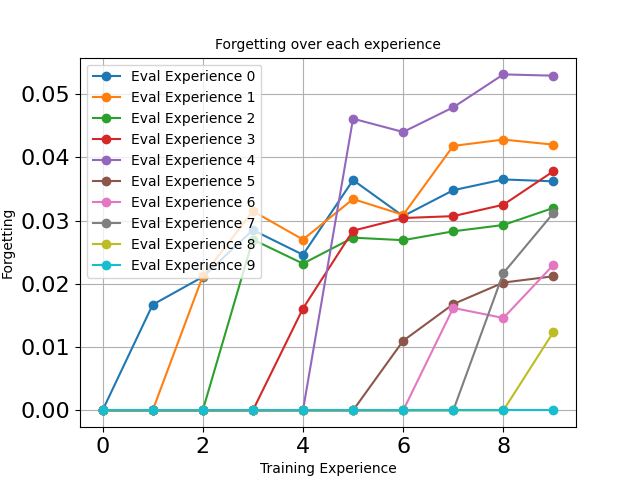 Forgetting over each experience
Eval Experience 0
Eval Experience 1
Eval Experience 2
Eval Experience 3
Eval Experience 4
Eval Experience 5
Eval Experience 6
Eval Experience 7
Eval Experience 8
Eval Experience 9
0.05
0.04
0.03
0.02
0.01
0.00
Forgetting
0 2 4 6 8
Training Experience